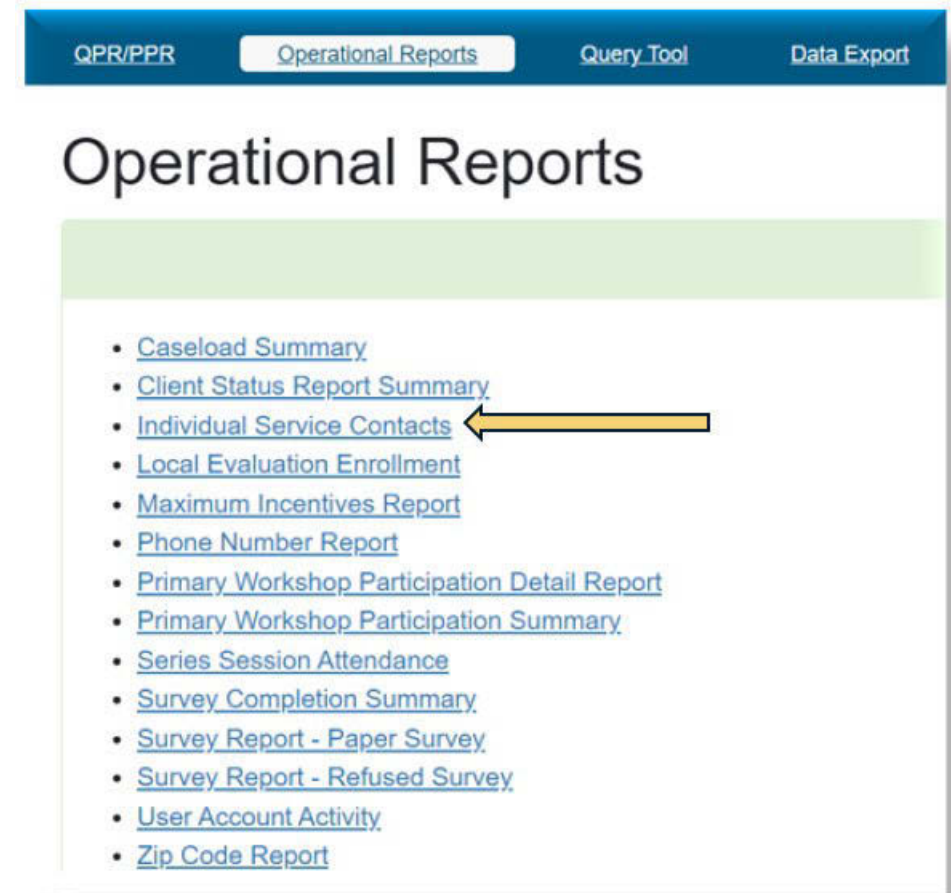 QPR/PPR Operational Reports Query Tool Data Export
Operational Reports
• Caseload Summary
• Client Status Report Summary
• Individual Service Contacts
• Local Evaluation Enrollment
• Maximum Incentives Report
• Phone Number Report
• Primary Workshop Participation Detail Report
• Primary Workshop Participation Summary
• Series Session Attendance
• Survey Completion Summary
• Survey Report - Paper Survey
• Survey Report - Refused Survey
• User Account Activity
• Zip Code Report